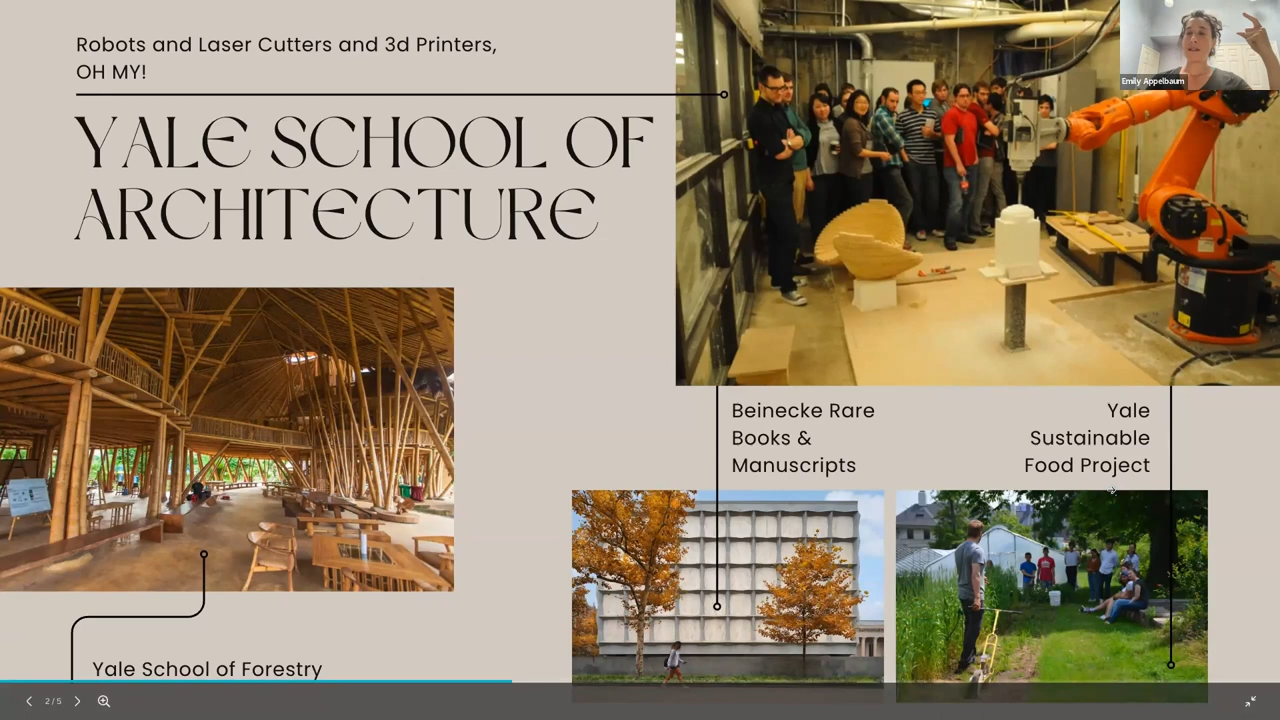 Robots and Laser Cutters and 3d Printers,
OH MY!
YALE SCHOOL OF
ARCHITECTURE
Emily Appelbaum
Beinecke Rare
Books &
Manuscripts
Yale
Sustainable
Food Project
Yale School of Forestry
2/5